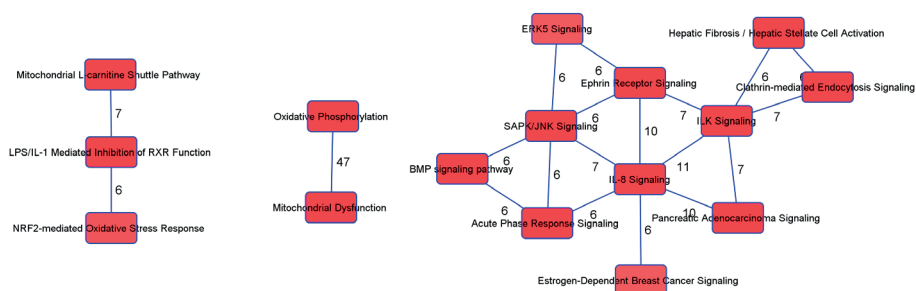 Mitochondrial L-carnitine Shuttle Pathway
7
LPS/IL-1 Mediated Inhibition of RXR Function
6
NRF2-mediated Oxidative Stress Response
Oxidative Phosphorylation
47
Mitochondrial Dysfunction
ERK5 Signaling
Hepatic Fibrosis / Hepatic Stellate Cell Activation
6
6
6
6
Ephrin Receptor Signaling
Clathrin-mediated Endocytosis Signaling
6
7
7
SAPK/JNK Signaling
ILK Signaling
10
6
7
11
7
BMP signaling pathway
6
IL-8 Signaling
6
6
10
Acute Phase Response Signaling
Pancreatic Adenocarcinoma Signaling
6
Estrogen-Dependent Breast Cancer Signaling